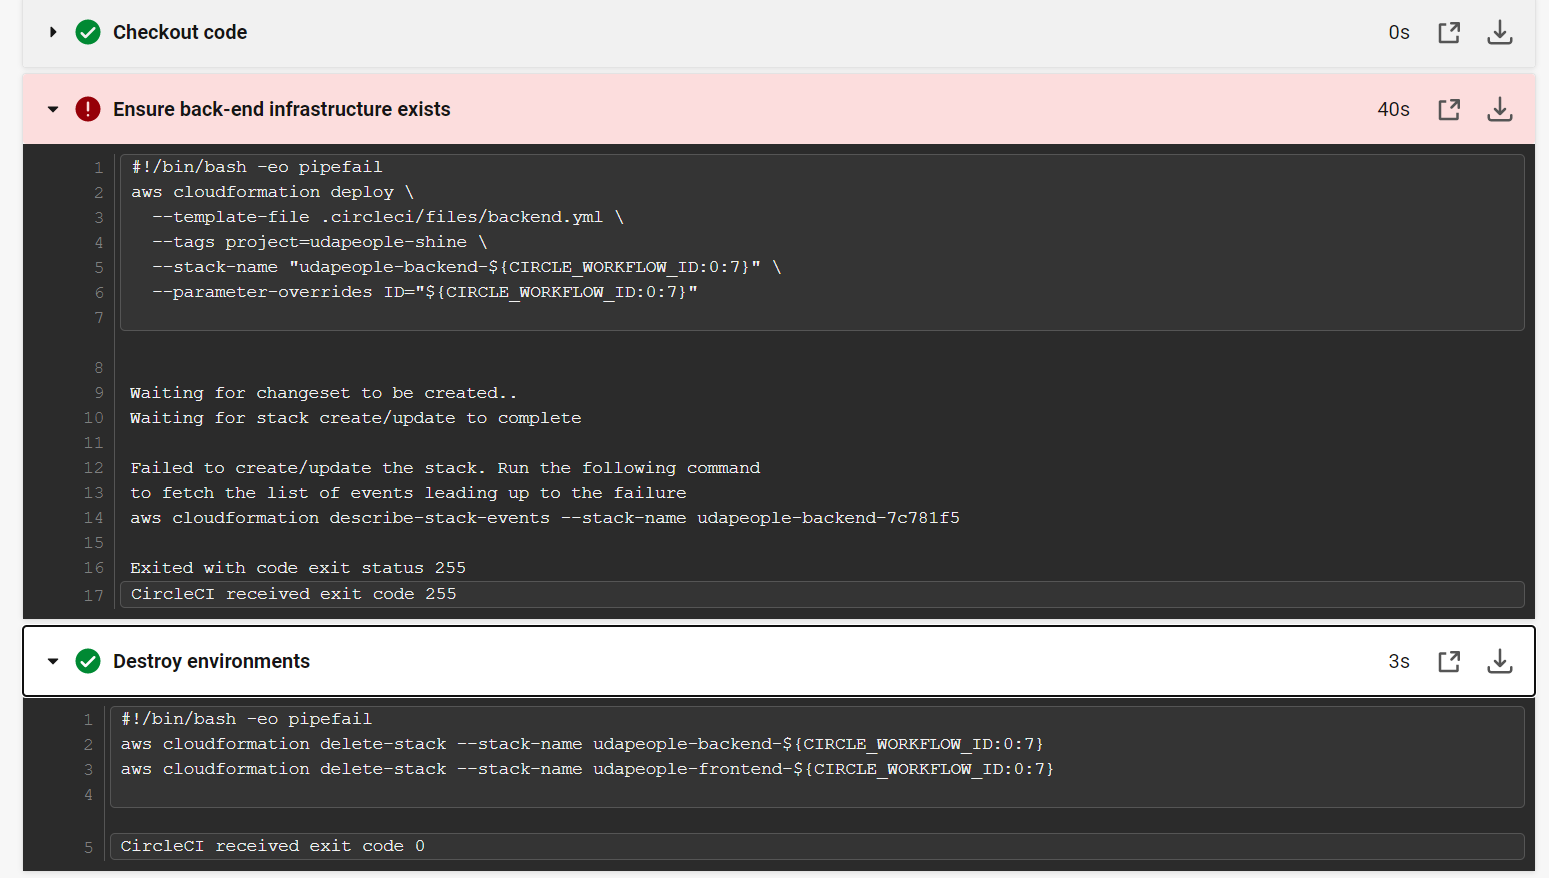 Checkout code 0s
Ensure back-end infrastructure exists 40s
1 #!/bin/bash -eo pipefail
2 aws cloudformation deploy \
3 --template-file .circleci/files/backend.yml \
4 --tags project=udapeople-shine \
5 --stack-name "udapeople-backend-${CIRCLE_WORKFLOW_ID:0:7}" \
6 --parameter-overrides ID="${CIRCLE_WORKFLOW_ID:0:7}"
7
8
9 Waiting for changeset to be created..
10 Waiting for stack create/update to complete
11
12 Failed to create/update the stack. Run the following command
13 to fetch the list of events leading up to the failure
14 aws cloudformation describe-stack-events --stack-name udapeople-backend-7c781f5
15
16 Exited with code exit status 255
17 CircleCI received exit code 255
Destroy environments 3s
1 #!/bin/bash -eo pipefail
2 aws cloudformation delete-stack --stack-name udapeople-backend-${CIRCLE_WORKFLOW_ID:0:7}
3 aws cloudformation delete-stack --stack-name udapeople-frontend-${CIRCLE_WORKFLOW_ID:0:7}
4
5 CircleCI received exit code 0